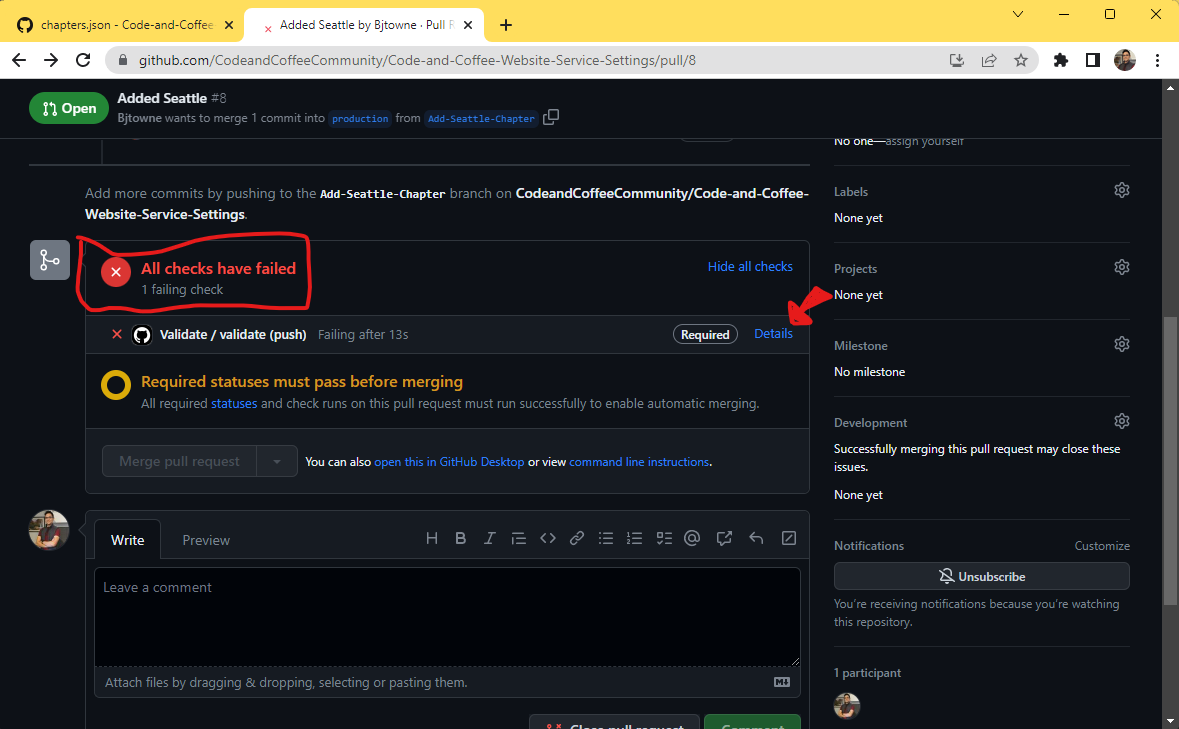 chapters.json - Code-and-Coffee
Added Seattle by Bjtowne · Pull R
github.com/CodeandCoffeeCommunity/Code-and-Coffee-Website-Service-Settings/pull/8
Open
Added Seattle #8
Bjtowne wants to merge 1 commit into production from Add-Seattle-Chapter
No one—assign yourself
Add more commits by pushing to the Add-Seattle-Chapter branch on CodeandCoffeeCommunity/Code-and-Coffee-
Website-Service-Settings.
All checks have failed
1 failing check
Hide all checks
Validate / validate (push) Failing after 13s
Required
Details
Required statuses must pass before merging
All required statuses and check runs on this pull request must run successfully to enable automatic merging.
Merge pull request
You can also open this in GitHub Desktop or view command line instructions.
Write
Preview
Leave a comment
Attach files by dragging & dropping, selecting or pasting them.
Close pull request
Comment
Labels
None yet
Projects
None yet
Milestone
No milestone
Development
Successfully merging this pull request may close these
issues.
None yet
Notifications
Customize
Unsubscribe
You're receiving notifications because you're watching
this repository.
1 participant